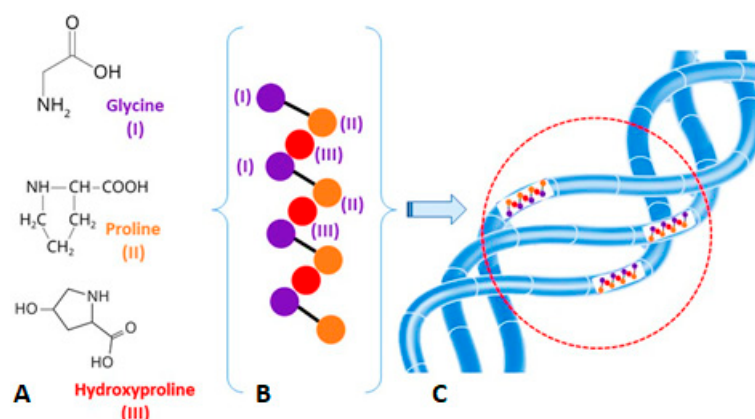 O
OH
NH₂
Glycine
(I)
NH — CH — COOH
H₂C CH₂
C
H₂
Proline
(II)
HO
NH
O
HO
Hydroxyproline
(III)
A
(I)
(II)
(III)
(I)
(II)
(III)
B
C